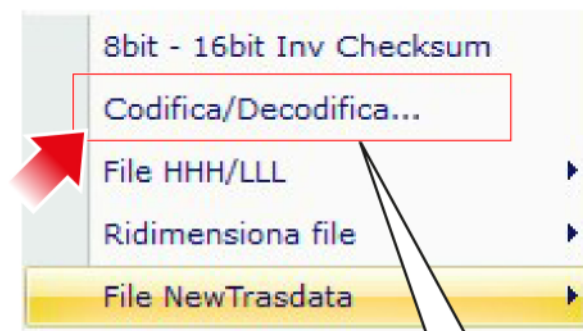 8bit - 16bit Inv Checksum
Codifica/Decodifica...
File HHH/LLL
Ridimensiona file
File NewTrasdata